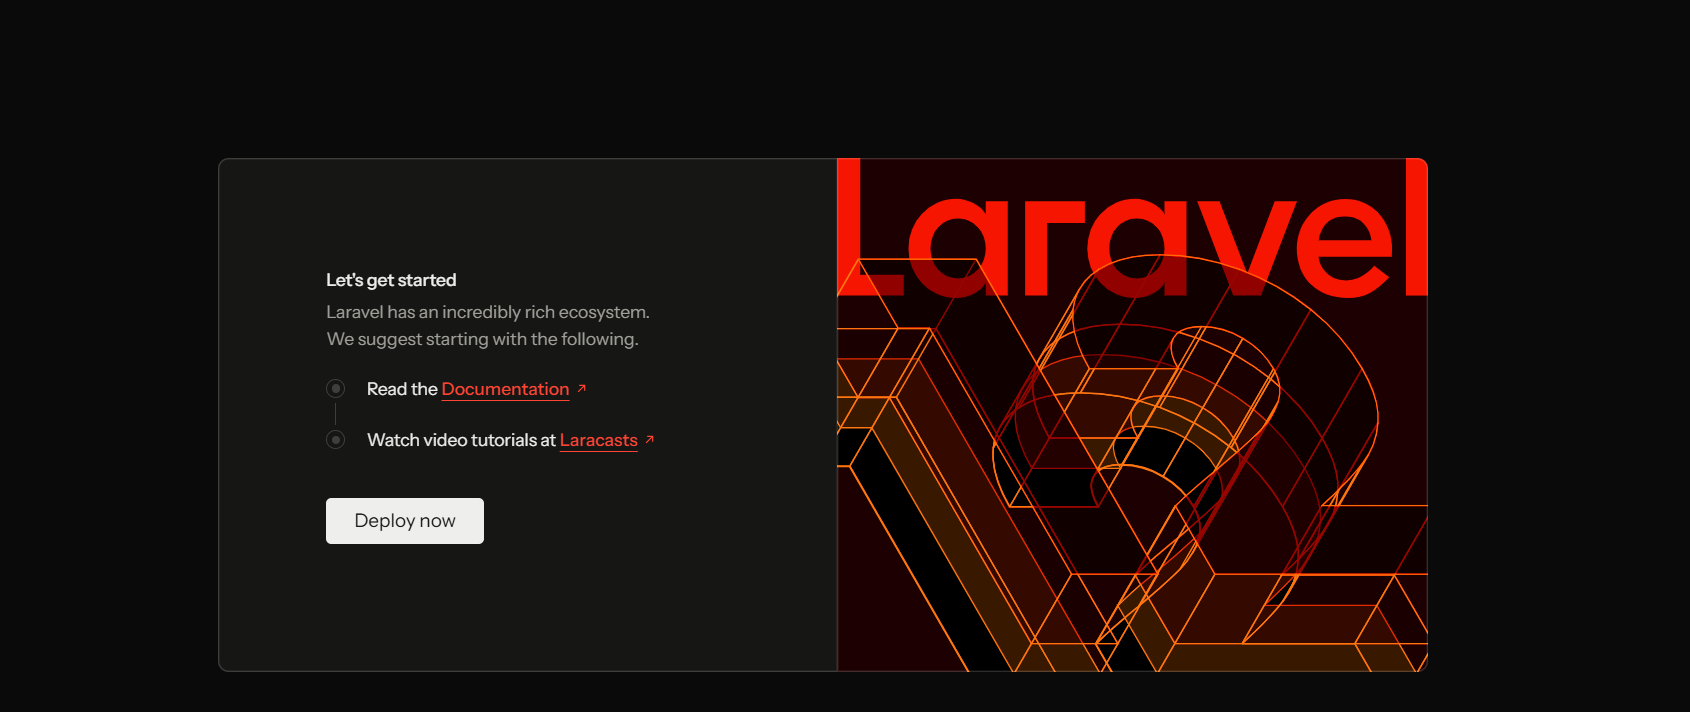 Laravel
Let's get started
Laravel has an incredibly rich ecosystem.
We suggest starting with the following.
Read the Documentation ↗
Watch video tutorials at Laracasts ↗
Deploy now
12